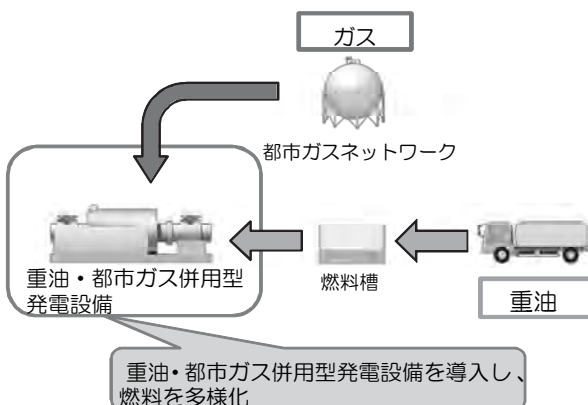 ガス
都市ガスネットワーク
重油・都市ガス併用型
発電設備
燃料槽
重油
重油・都市ガス併用型発電設備を導入し、
燃料を多様化